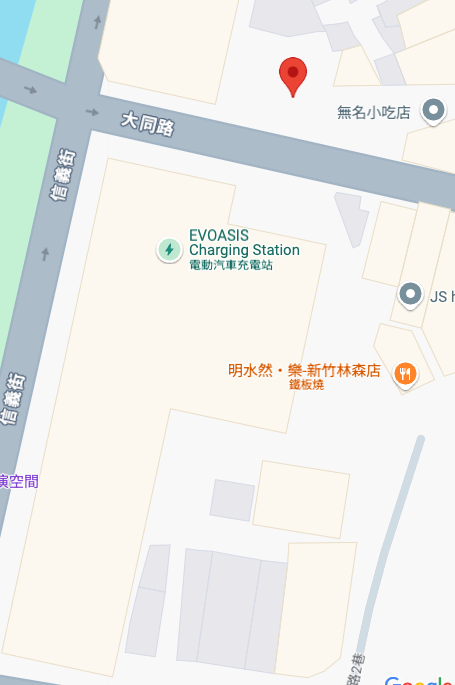 無名小吃店
大同路
信義街
EVOASIS
Charging Station
電動汽車充電站
JS
明水然・樂-新竹林森店
鐵板燒
信義街
演空間
路2巷
Google